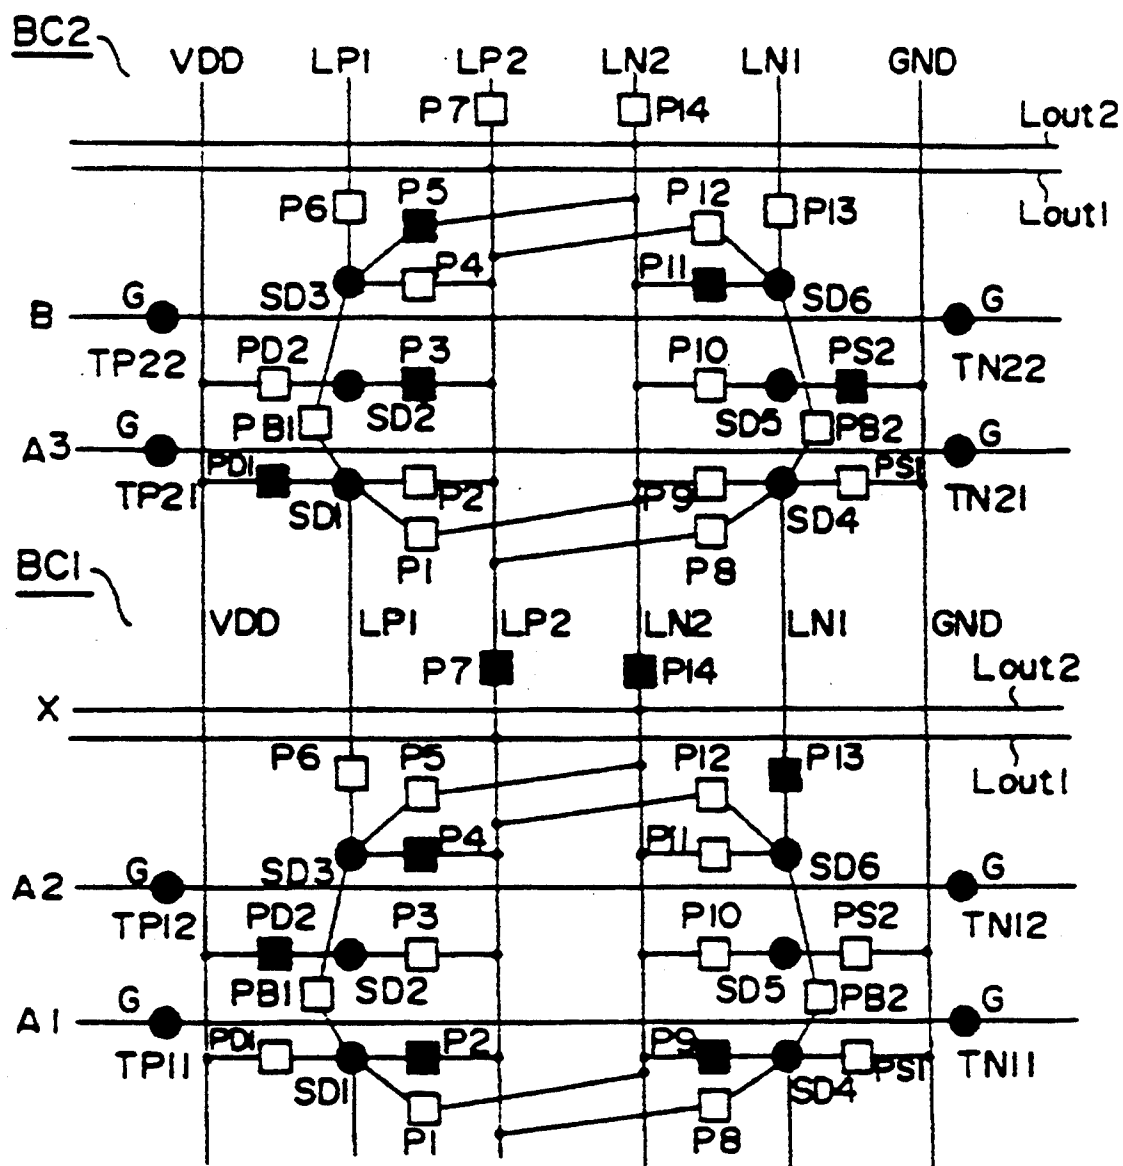 BC2
VDD LP1 LP2 LN2 LN1 GND
P7 P14
Lout2
P5 P12
P6 P13 Lout1
P4 P11
G SD3 SD6 G
B
TP22 PD2 P3 P10 PS2 TN22
G PB1 SD2 SD5 PB2 G
A3
PD1 PS1
TP21 SD1 P2 P9 SD4 TN21
P1 P8
BC1
VDD LP1 LP2 LN2 LN1 GND
P7 P14 Lout2
X
P6 P5 P12 P13
Lout1
P4 P11
G SD3 SD6 G
A2
TP12 PD2 P3 P10 PS2 TN12
G PB1 SD2 SD5 PB2 G
A1
PD1 P2 P9
TP11 SD1 SD4 PS1 TN11
P1 P8